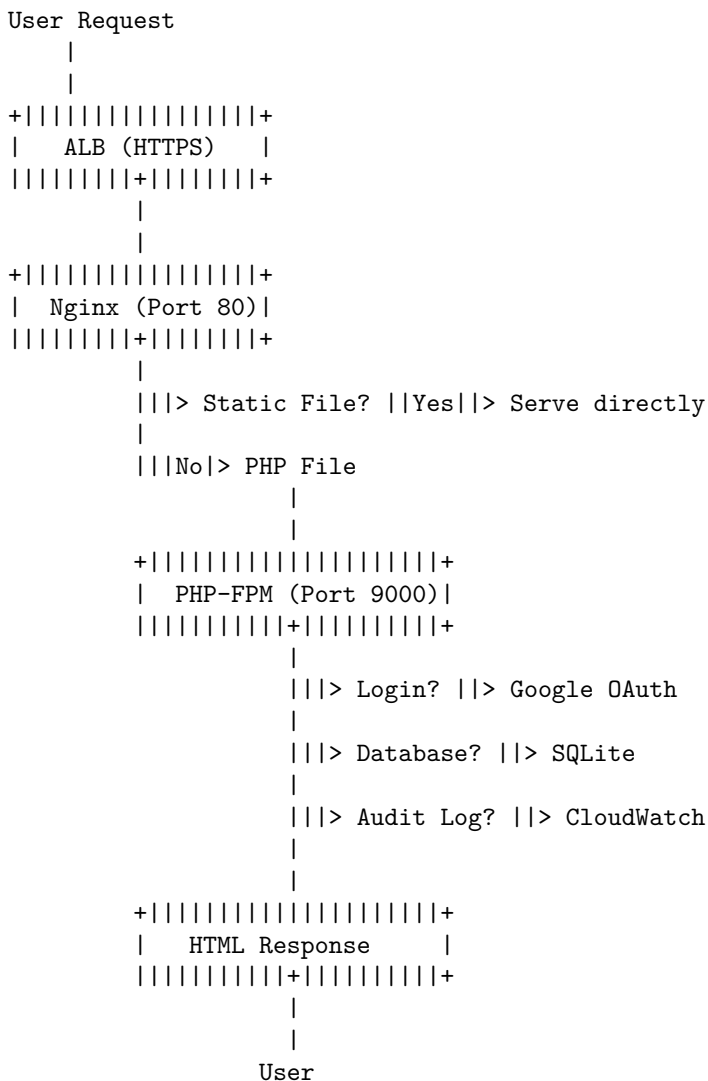 User Request
|
|
+|||||||||||||||||+
|   ALB (HTTPS)   |
|||||||||+||||||||+
|
|
+|||||||||||||||||+
|  Nginx (Port 80)|
|||||||||+||||||||+
|
|||> Static File? ||Yes||> Serve directly
|
|||No|> PHP File
|
|
+|||||||||||||||||||||+
|  PHP-FPM (Port 9000)|
|||||||||||+||||||||||+
|
|||> Login? ||> Google OAuth
|
|||> Database? ||> SQLite
|
|||> Audit Log? ||> CloudWatch
|
|
+|||||||||||||||||||||+
|   HTML Response     |
|||||||||||+||||||||||+
|
|
User